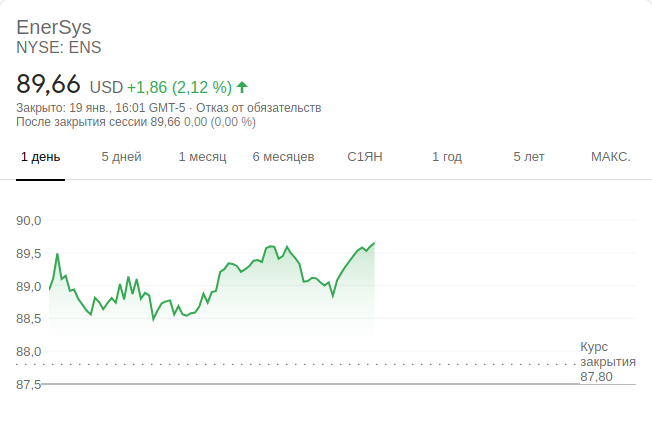 EnerSys
NYSE: ENS
89,66 USD +1,86 (2,12 %)
Закрыто: 19 янв., 16:01 GMT-5 · Отказ от обязательств
После закрытия сессии 89,66 0,00 (0,00 %)
1 день 5 дней 1 месяц 6 месяцев С1ЯН 1 год 5 лет МАКС.
90,0
89,5
89,0
88,5
88,0
87,5
Курс
закрытия
87,80